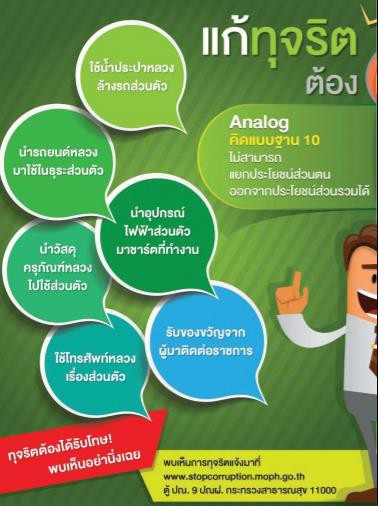 แก้ทุจริต
ต้อง
ใช้น้ำประปาหลวง
ล้างรถส่วนตัว
นำรถยนต์หลวง
มาใช้ในธุระส่วนตัว
นำอุปกรณ์
ไฟฟ้าส่วนตัว
มาชาร์ตที่ทำงาน
นำวัสดุ
ครุภัณฑ์หลวง
ไปใช้ส่วนตัว
รับของขวัญจาก
ผู้มาติดต่อราชการ
ใช้โทรศัพท์หลวง
เรื่องส่วนตัว
Analog
คิดแบบฐาน 10
ไม่สามารถ
แยกประโยชน์ส่วนตน
ออกจากประโยชน์ส่วนรวมได้
ทุจริตต้องได้รับโทษ!
พบเห็นอย่านิ่งเฉย
พบเห็นการทุจริตแจ้งมาที่
www.stopcorruption.moph.go.th
ตู้ ปณ. 9 ปณฝ. กระทรวงสาธารณสุข 11000